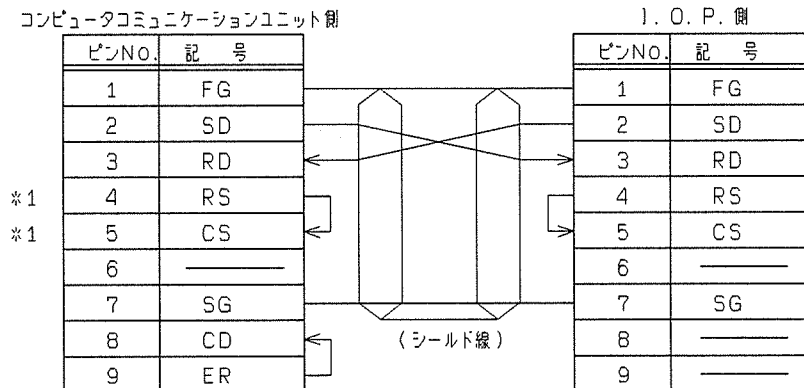 コンピュータコミュニケーションユニット側 I.O.P.側
ピンNO. 記 号 ピンNO. 記 号
1 FG 1 FG
2 SD 2 SD
3 RD 3 RD
*1 4 RS 4 RS
*1 5 CS 5 CS
6 ―― 6 ――
7 SG 7 SG
8 CD (シールド線) 8 ――
9 ER 9 ――